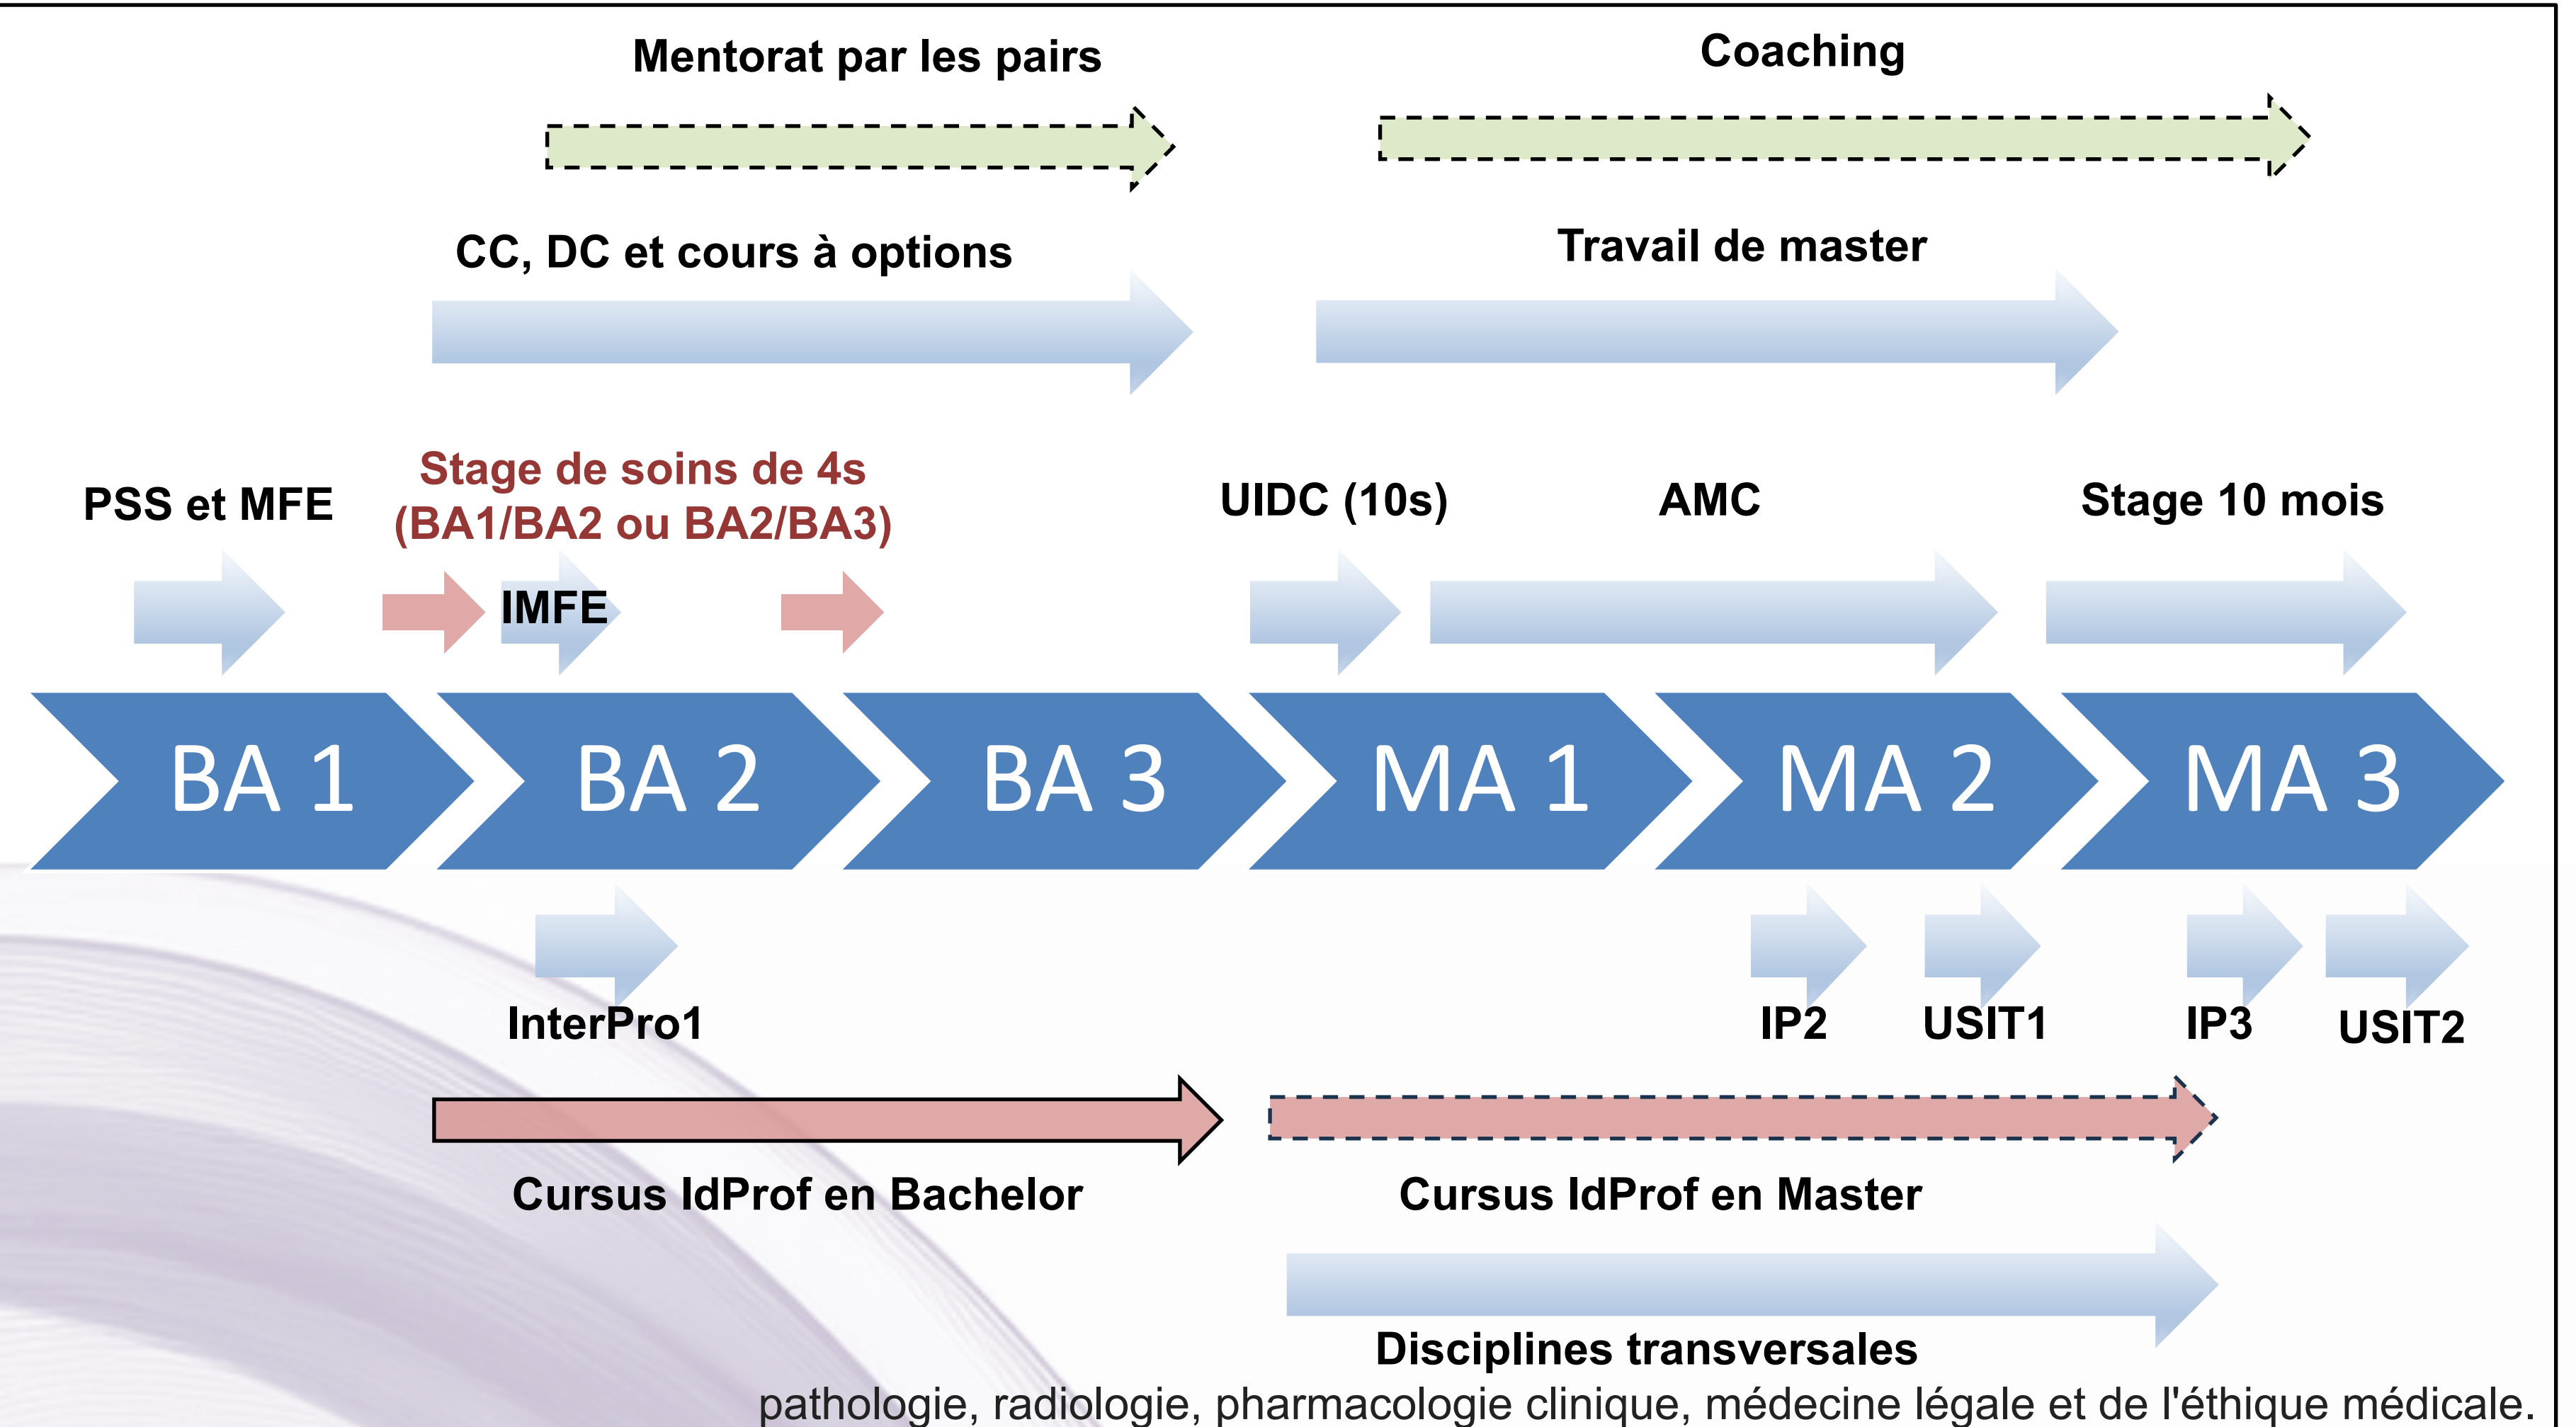 Mentorat par les pairs
Coaching
CC, DC et cours à options
Travail de master
PSS et MFE
Stage de soins de 4s
(BA1/BA2 ou BA2/BA3)
UIDC (10s)
AMC
Stage 10 mois
IMFE
BA 1
BA 2
BA 3
MA 1
MA 2
MA 3
InterPro1
IP2
USIT1
IP3
USIT2
Cursus IdProf en Bachelor
Cursus IdProf en Master
Disciplines transversales
pathologie, radiologie, pharmacologie clinique, médecine légale et de l'éthique médicale.